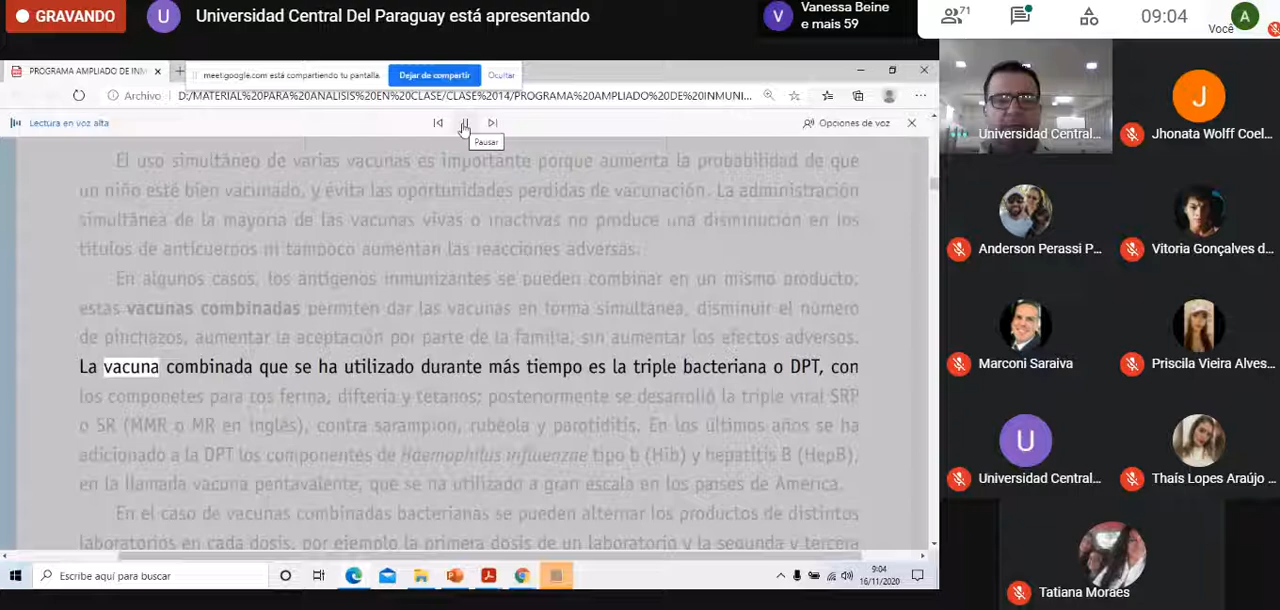 GRAVANDO
U
Universidad Central Del Paraguay está apresentando
V
Vanessa Beine
e mais 59
71
09:04
Você
A
PROGRAMA AMPLIADO DE INM
meet.google.com está compartiendo tu pantalla.
Dejar de compartir
Ocultar
Archivo
D:/MATERIAL%20PARA%20ANALISIS%20EN%20CLASE/CLASE%2014/PROGRAMA%20AMPLIADO%20DE%20INMUNI...
Lectura en voz alta
Opciones de voz
Pausar
El uso simultáneo de varias vacunas es importante porque aumenta la probabilidad de que
un niño esté bien vacunado, y evita las oportunidades perdidas de vacunación. La administración
simultánea de la mayoría de las vacunas vivas o inactivas no produce una disminución en los
títulos de anticuerpos ni tampoco aumentan las reacciones adversas.
En algunos casos, los antígenos inmunizantes se pueden combinar en un mismo producto,
estas vacunas combinadas permiten dar las vacunas en forma simultánea, disminuir el número
de pinchazos, aumentar la aceptación por parte de la familia, sin aumentar los efectos adversos.
La vacuna combinada que se ha utilizado durante más tiempo es la triple bacteriana o DPT, con
los componetes para tos ferina, difteria y tetanos; posteriormente se desarrolló la triple viral SRP
o SR (MMR o MR en inglés), contra sarampión, rubéola y parotiditis. En los últimos años se ha
adicionado a la DPT los componentes de Haemophilus influenzae tipo b (Hib) y hepatitis B (HepB),
en la llamada vacuna pentavalente, que se ha utilizado a gran escala en los países de América.
En el caso de vacunas combinadas bacterianas se pueden alternar los productos de distintos
laboratorios en cada dosis, por ejemplo la primera dosis de un laboratorio y la segunda y tercera
Escribe aquí para buscar
9:04
16/11/2020
Universidad Central...
J
Jhonata Wolff Coel...
Anderson Perassi P...
Vitoria Gonçalves d...
Marconi Saraiva
Priscila Vieira Alves...
U
Universidad Central...
Thaís Lopes Araújo ...
Tatiana Moraes